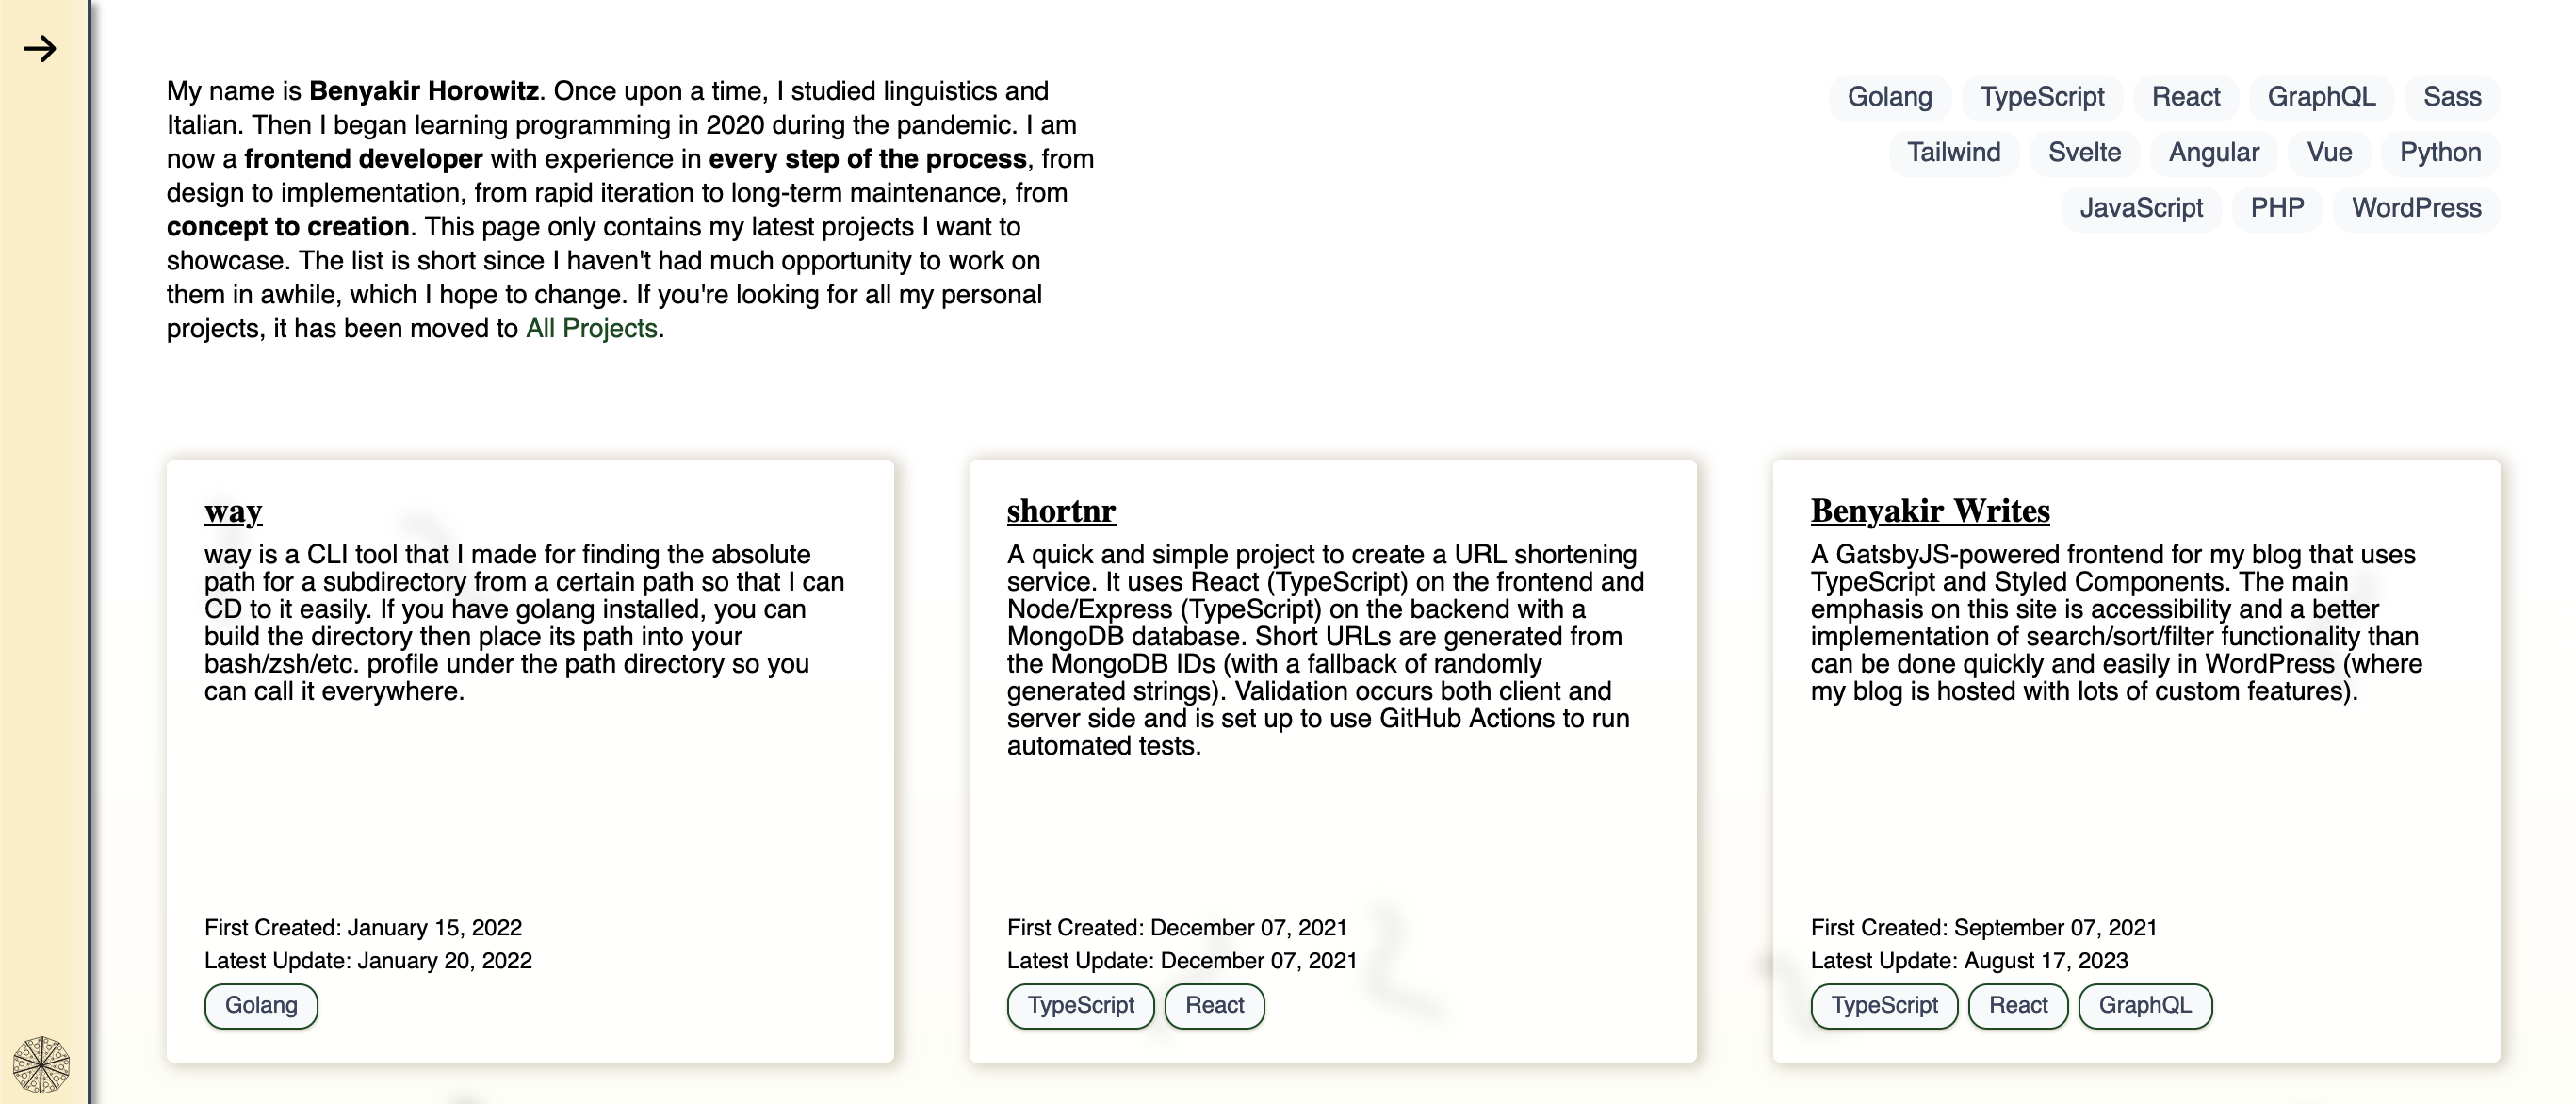 My name is Benyakir Horowitz. Once upon a time, I studied linguistics and
Italian. Then I began learning programming in 2020 during the pandemic. I am
now a frontend developer with experience in every step of the process, from
design to implementation, from rapid iteration to long-term maintenance, from
concept to creation. This page only contains my latest projects I want to
showcase. The list is short since I haven't had much opportunity to work on
them in awhile, which I hope to change. If you're looking for all my personal
projects, it has been moved to All Projects.
Golang TypeScript React GraphQL Sass
Tailwind Svelte Angular Vue Python
JavaScript PHP WordPress
way
way is a CLI tool that I made for finding the absolute
path for a subdirectory from a certain path so that I can
CD to it easily. If you have golang installed, you can
build the directory then place its path into your
bash/zsh/etc. profile under the path directory so you
can call it everywhere.
First Created: January 15, 2022
Latest Update: January 20, 2022
Golang
shortnr
A quick and simple project to create a URL shortening
service. It uses React (TypeScript) on the frontend and
Node/Express (TypeScript) on the backend with a
MongoDB database. Short URLs are generated from
the MongoDB IDs (with a fallback of randomly
generated strings). Validation occurs both client and
server side and is set up to use GitHub Actions to run
automated tests.
First Created: December 07, 2021
Latest Update: December 07, 2021
TypeScript React
Benyakir Writes
A GatsbyJS-powered frontend for my blog that uses
TypeScript and Styled Components. The main
emphasis on this site is accessibility and a better
implementation of search/sort/filter functionality than
can be done quickly and easily in WordPress (where
my blog is hosted with lots of custom features).
First Created: September 07, 2021
Latest Update: August 17, 2023
TypeScript React GraphQL